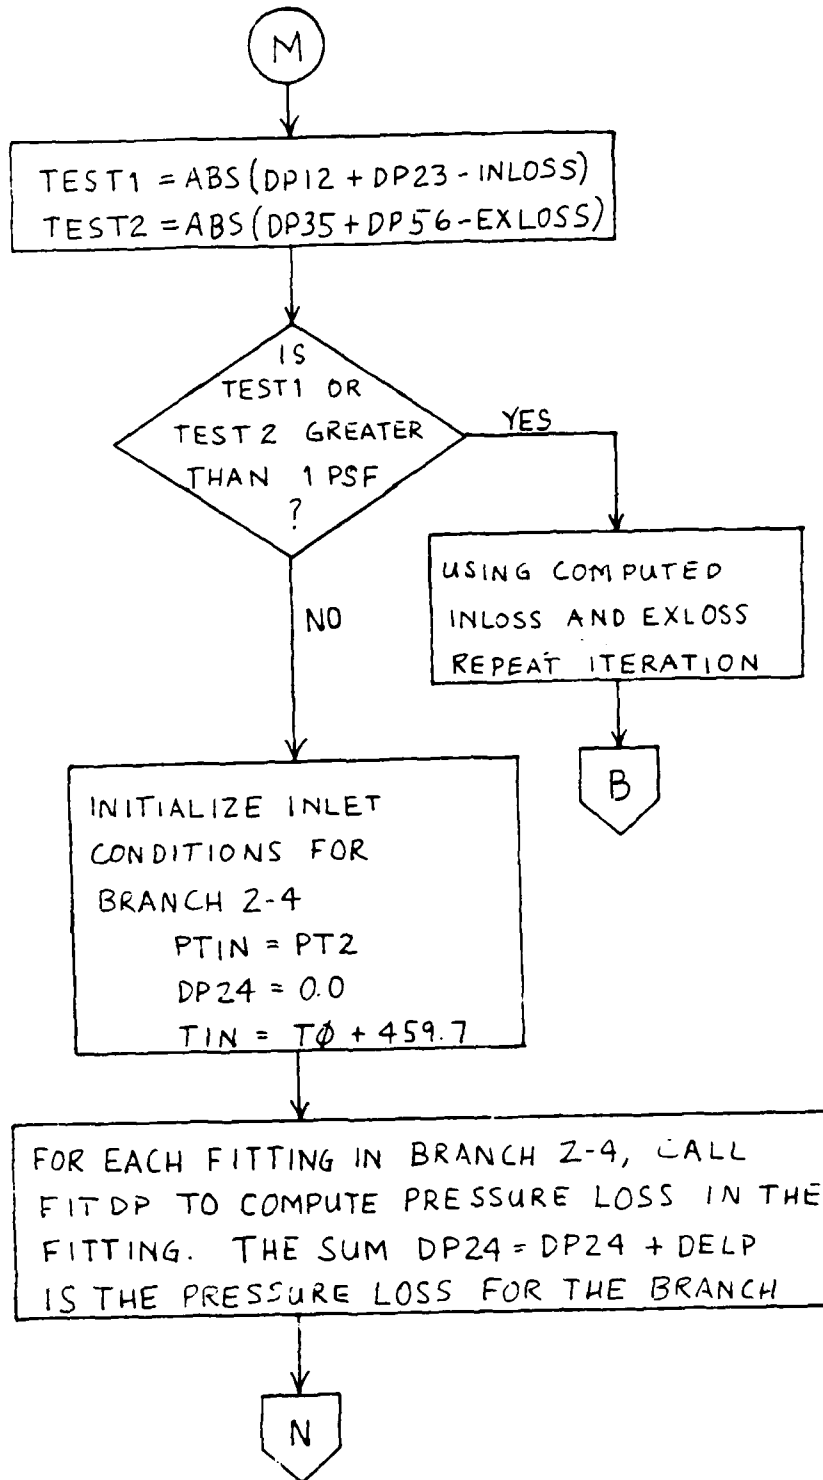 M
TEST1 = ABS(DP12 + DP23 - INLOSS)
TEST2 = ABS(DP35 + DP56 - EXLOSS)
IS
TEST1 OR
TEST2 GREATER
THAN 1 PSF
?
YES
NO
USING COMPUTED
INLOSS AND EXLOSS
REPEAT ITERATION
B
INITIALIZE INLET
CONDITIONS FOR
BRANCH 2-4
PTIN = PT2
DP24 = 0.0
TIN = TØ + 459.7
FOR EACH FITTING IN BRANCH 2-4, CALL
FITDP TO COMPUTE PRESSURE LOSS IN THE
FITTING. THE SUM DP24 = DP24 + DELP
IS THE PRESSURE LOSS FOR THE BRANCH
N